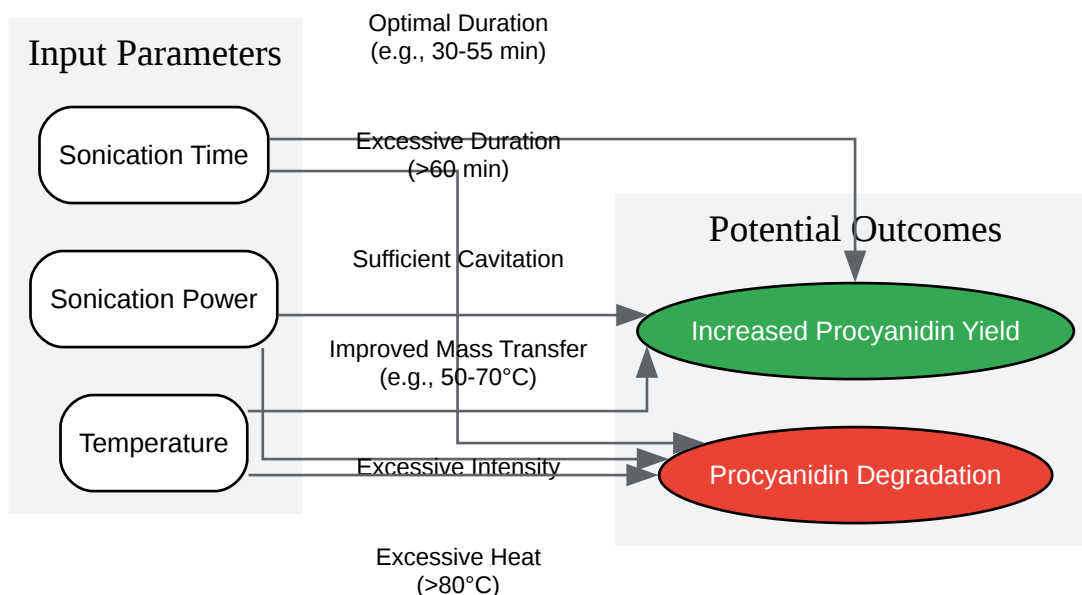 Optimal Duration
(e.g., 30-55 min)
Input Parameters
Sonication Time
Excessive Duration
(>60 min)
Potential Outcomes
Sufficient Cavitation
Sonication Power
Increased Procyanidin Yield
Improved Mass Transfer
(e.g., 50-70°C)
Temperature
Excessive Intensity
Procyanidin Degradation
Excessive Heat
(>80°C)